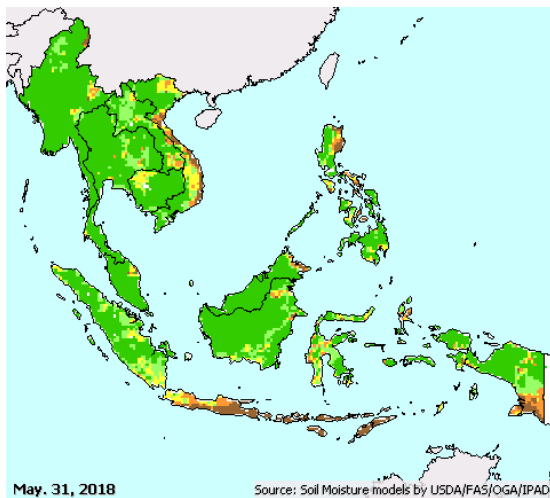 May. 31, 2018
Source: Soil Moisture models by USDA/FAS/OGA/IPAD